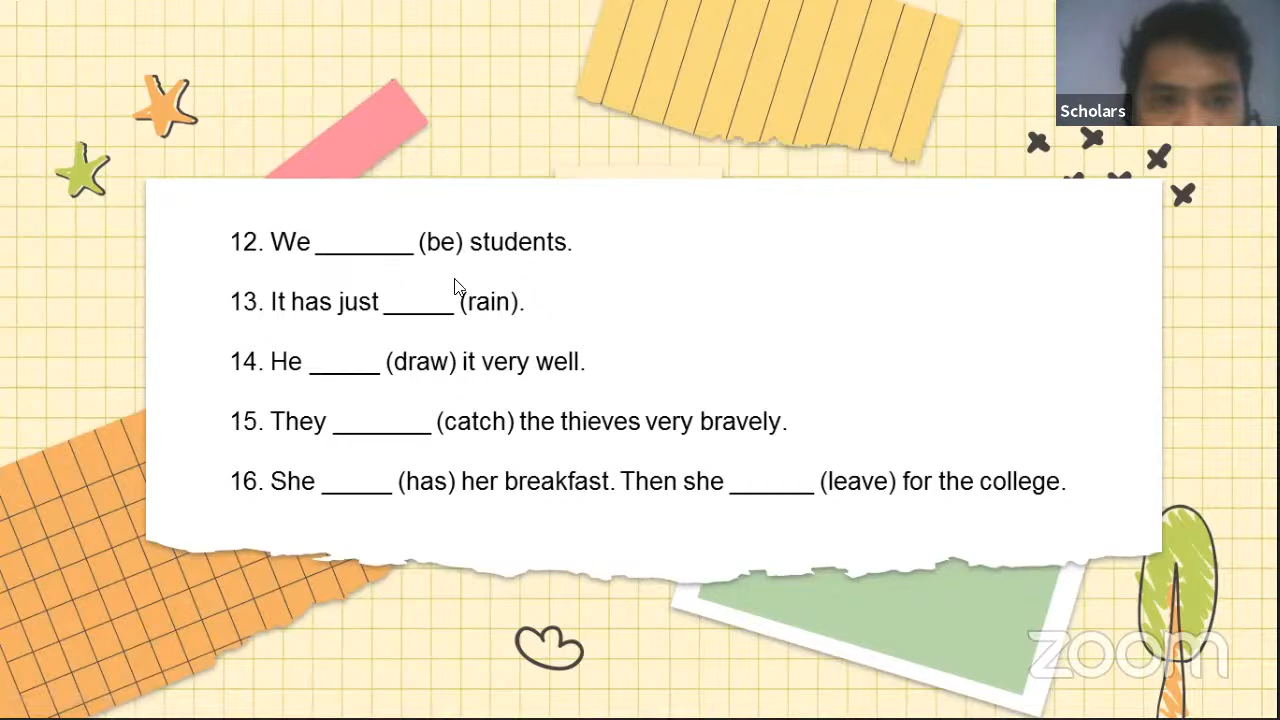 Scholars
12. We _______ (be) students.
13. It has just _____ (rain).
14. He _____ (draw) it very well.
15. They _______ (catch) the thieves very bravely.
16. She _____ (has) her breakfast. Then she ______ (leave) for the college.
zoom